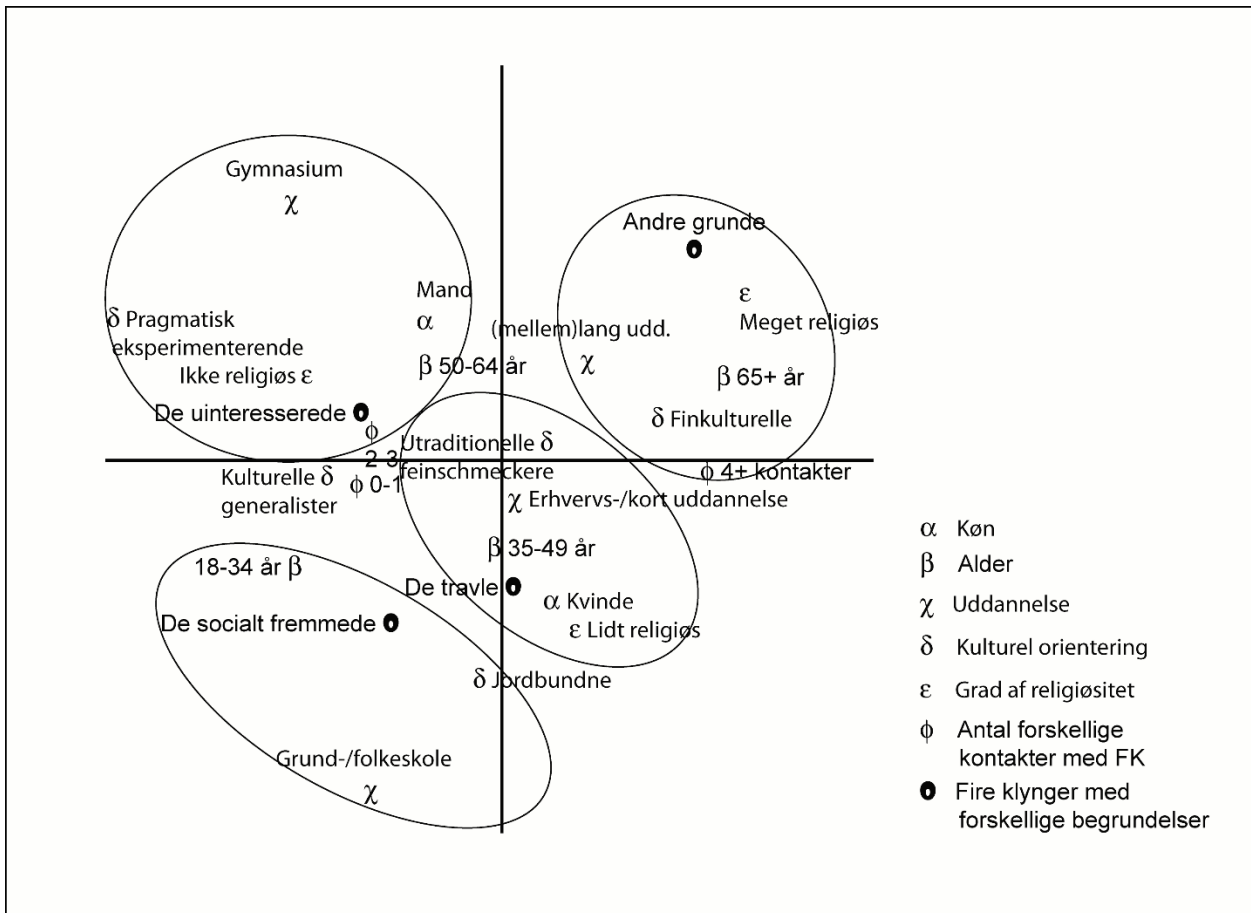 Gymnasium
χ
Andre grunde
Mand
α
ε
Meget religiøs
δ Pragmatisk
eksperimenterende
(mellem)lang udd.
χ
Ikke religiøs ε
β 50-64 år
β 65+ år
De uinteresserede
δ Finkulturelle
ϕ
2-3
Utraditionelle δ
feinschmeckere
Kulturelle δ
generalister
ϕ 0-1
ϕ 4+ kontakter
χ Erhvervs-/kort uddannelse
β 35-49 år
18-34 år β
De travle
α Kvinde
ε Lidt religiøs
De socialt fremmede
δ Jordbundne
Grund-/folkeskole
χ
α Køn
β Alder
χ Uddannelse
δ Kulturel orientering
ε Grad af religiøsitet
ϕ Antal forskellige
kontakter med FK
Fire klynger med
forskellige begrundelser